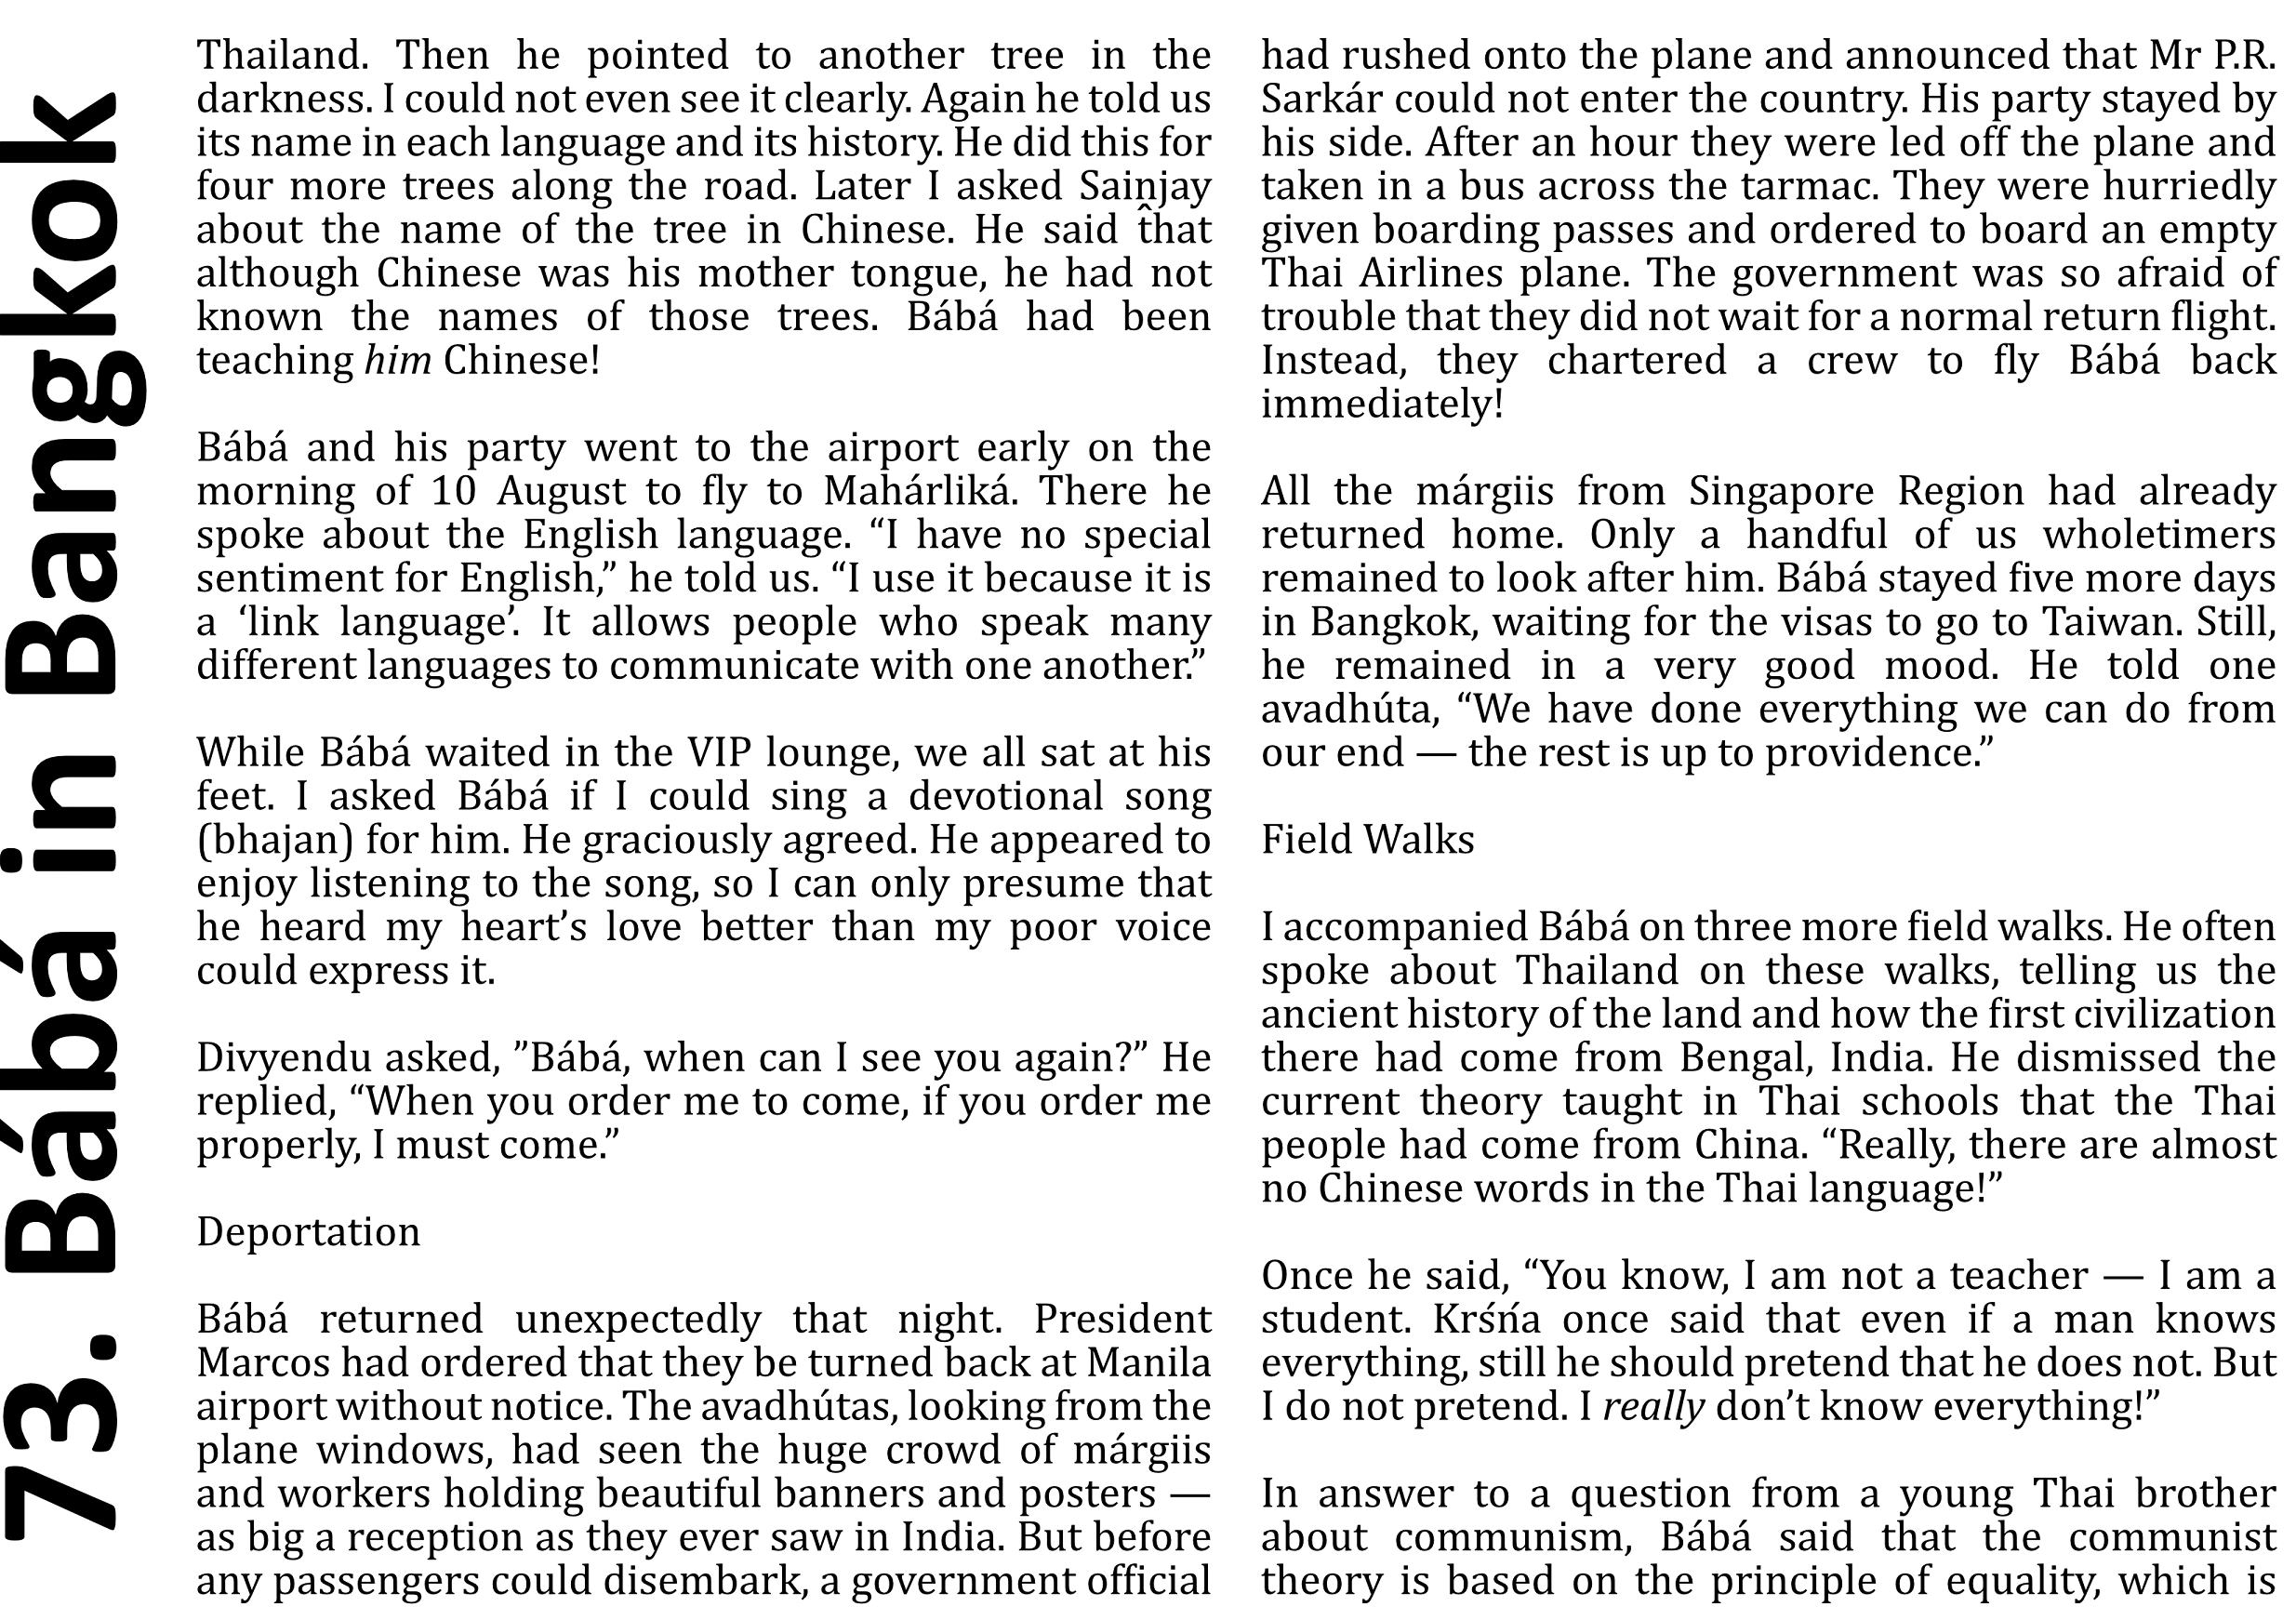 73. Bábá in Bangkok
Thailand. Then he pointed to another tree in the
darkness. I could not even see it clearly. Again he told us
its name in each language and its history. He did this for
four more trees along the road. Later I asked Sain̂jay
about the name of the tree in Chinese. He said that
although Chinese was his mother tongue, he had not
known the names of those trees. Bábá had been
teaching him Chinese!
Bábá and his party went to the airport early on the
morning of 10 August to fly to Mahárliká. There he
spoke about the English language. “I have no special
sentiment for English,” he told us. “I use it because it is
a ‘link language’. It allows people who speak many
different languages to communicate with one another.”
While Bábá waited in the VIP lounge, we all sat at his
feet. I asked Bábá if I could sing a devotional song
(bhajan) for him. He graciously agreed. He appeared to
enjoy listening to the song, so I can only presume that
he heard my heart’s love better than my poor voice
could express it.
Divyendu asked, ”Bábá, when can I see you again?” He
replied, “When you order me to come, if you order me
properly, I must come.”
Deportation
Bábá returned unexpectedly that night. President
Marcos had ordered that they be turned back at Manila
airport without notice. The avadhútas, looking from the
plane windows, had seen the huge crowd of márgiis
and workers holding beautiful banners and posters —
as big a reception as they ever saw in India. But before
any passengers could disembark, a government official
had rushed onto the plane and announced that Mr P.R.
Sarkár could not enter the country. His party stayed by
his side. After an hour they were led off the plane and
taken in a bus across the tarmac. They were hurriedly
given boarding passes and ordered to board an empty
Thai Airlines plane. The government was so afraid of
trouble that they did not wait for a normal return flight.
Instead, they chartered a crew to fly Bábá back
immediately!
All the márgiis from Singapore Region had already
returned home. Only a handful of us wholetimers
remained to look after him. Bábá stayed five more days
in Bangkok, waiting for the visas to go to Taiwan. Still,
he remained in a very good mood. He told one
avadhúta, “We have done everything we can do from
our end — the rest is up to providence.”
Field Walks
I accompanied Bábá on three more field walks. He often
spoke about Thailand on these walks, telling us the
ancient history of the land and how the first civilization
there had come from Bengal, India. He dismissed the
current theory taught in Thai schools that the Thai
people had come from China. “Really, there are almost
no Chinese words in the Thai language!”
Once he said, “You know, I am not a teacher — I am a
student. Krśńa once said that even if a man knows
everything, still he should pretend that he does not. But
I do not pretend. I really don’t know everything!”
In answer to a question from a young Thai brother
about communism, Bábá said that the communist
theory is based on the principle of equality, which is